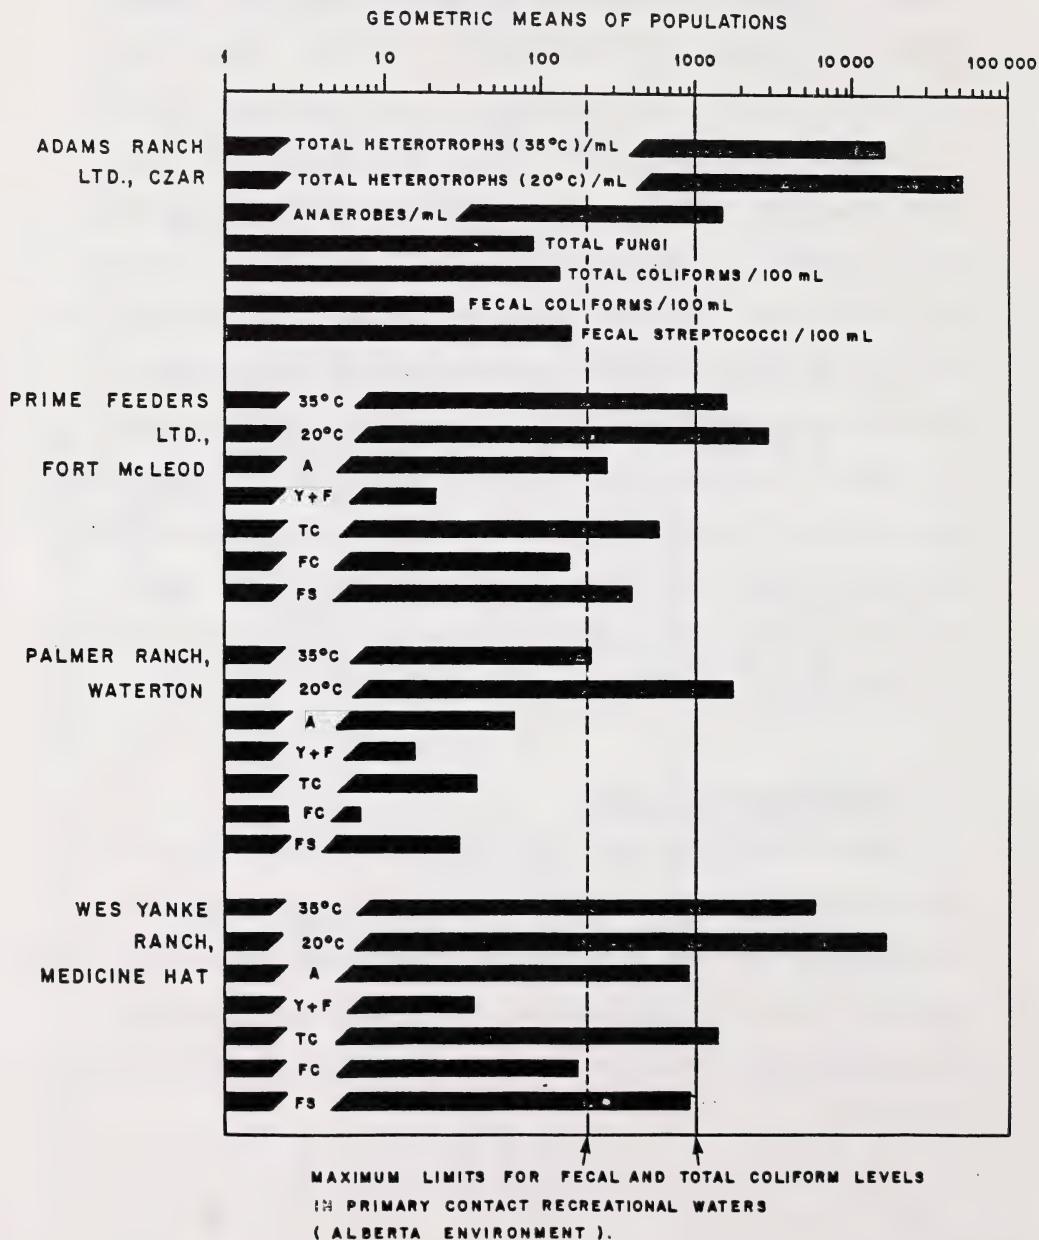 GEOMETRIC MEANS OF POPULATIONS
1 10 100 1000 10 000 100 000
ADAMS RANCH
LTD., CZAR
TOTAL HETEROTROPHS (35°C)/mL
TOTAL HETEROTROPHS (20°C)/mL
ANAEROBES/mL
TOTAL FUNGI
TOTAL COLIFORMS/100 mL
FECAL COLIFORMS/100 mL
FECAL STREPTOCOCCI/100 mL
PRIME FEEDERS
LTD.,
FORT McLEOD
35°C
20°C
A
Y+F
TC
FC
FS
PALMER RANCH,
WATERTON
35°C
20°C
A
Y+F
TC
FC
FS
WES YANKE
RANCH,
MEDICINE HAT
35°C
20°C
A
Y+F
TC
FC
FS
MAXIMUM LIMITS FOR FECAL AND TOTAL COLIFORM LEVELS
IN PRIMARY CONTACT RECREATIONAL WATERS
(ALBERTA ENVIRONMENT).